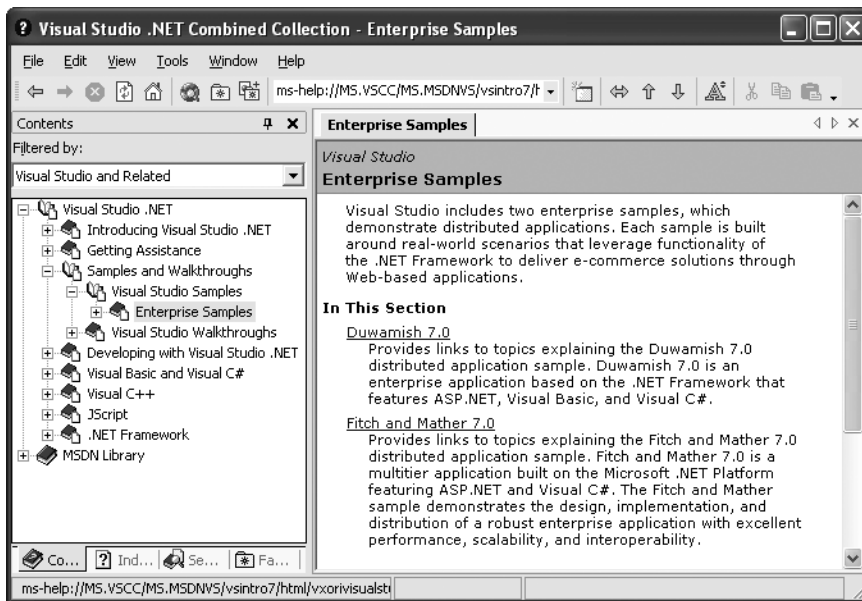 Visual Studio .NET Combined Collection - Enterprise Samples
File Edit View Tools Window Help
ms-help://MS.VSCC/MS.MSDNVS/vsintro7/h
Contents
Filtered by:
Visual Studio and Related
Visual Studio .NET
Introducing Visual Studio .NET
Getting Assistance
Samples and Walkthroughs
Visual Studio Samples
Enterprise Samples
Visual Studio Walkthroughs
Developing with Visual Studio .NET
Visual Basic and Visual C#
Visual C++
JScript
.NET Framework
MSDN Library
Co... Ind... Se... Fa...
Enterprise Samples
Visual Studio
Enterprise Samples
Visual Studio includes two enterprise samples, which
demonstrate distributed applications. Each sample is built
around real-world scenarios that leverage functionality of
the .NET Framework to deliver e-commerce solutions through
Web-based applications.
In This Section
Duwamish 7.0
Provides links to topics explaining the Duwamish 7.0
distributed application sample. Duwamish 7.0 is an
enterprise application based on the .NET Framework that
features ASP.NET, Visual Basic, and Visual C#.
Fitch and Mather 7.0
Provides links to topics explaining the Fitch and Mather 7.0
distributed application sample. Fitch and Mather 7.0 is a
multitier application built on the Microsoft .NET Platform
featuring ASP.NET and Visual C#. The Fitch and Mather
sample demonstrates the design, implementation, and
distribution of a robust enterprise application with excellent
performance, scalability, and interoperability.
ms-help://MS.VSCC/MS.MSDNVS/vsintro7/html/vxorivisualst